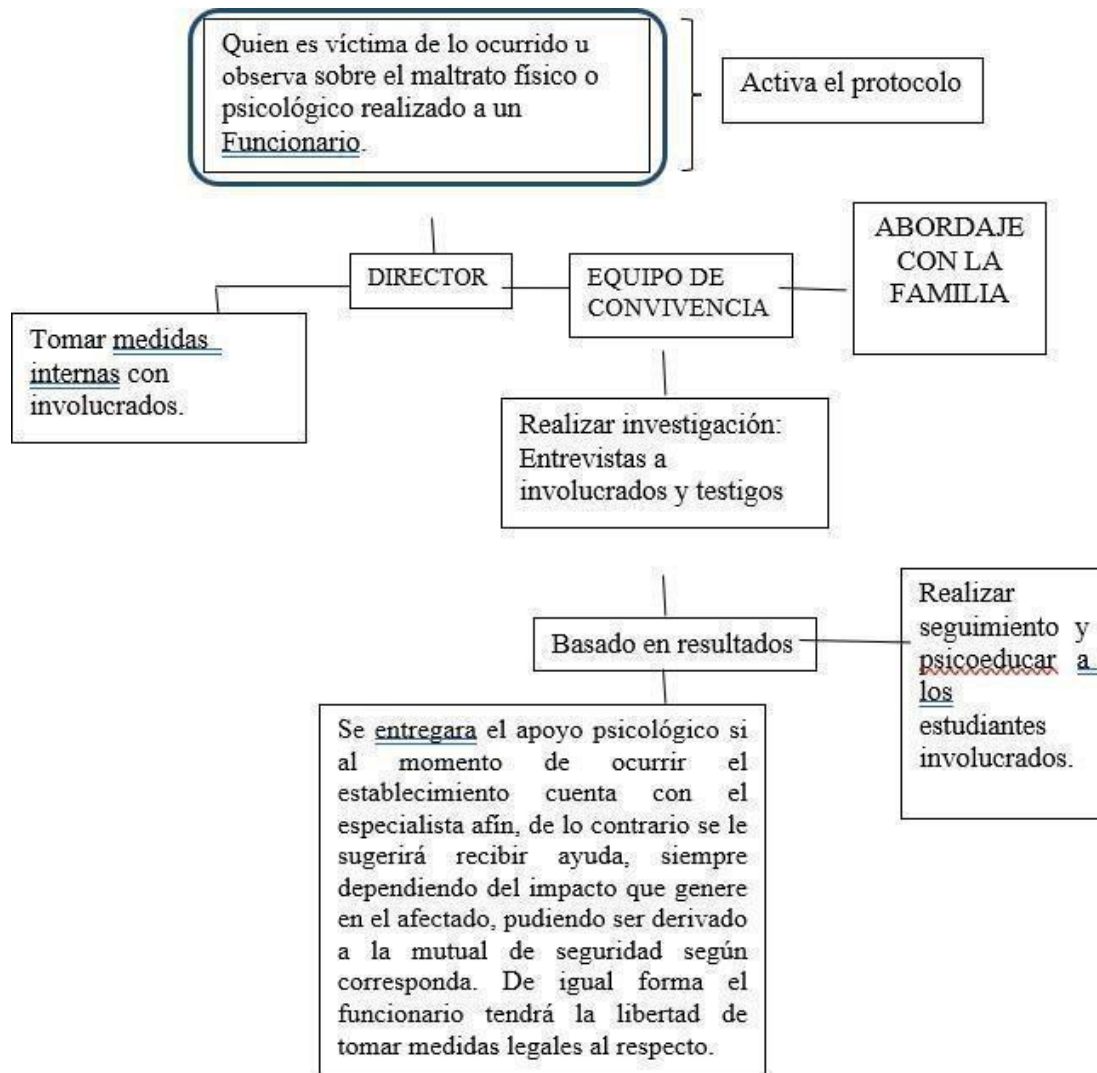 Quien es víctima de lo ocurrido u
observa sobre el maltrato físico o
psicológico realizado a un
Funcionario.
Activa el protocolo
DIRECTOR
EQUIPO DE
CONVIVENCIA
ABORDAJE
CON LA
FAMILIA
Tomar medidas
internas con
involucrados.
Realizar investigación:
Entrevistas a
involucrados y testigos
Basado en resultados
Realizar
seguimiento y
psicoeducar a
los
estudiantes
involucrados.
Se entregara el apoyo psicológico si
al momento de ocurrir el
establecimiento cuenta con el
especialista afín, de lo contrario se le
sugerirá recibir ayuda, siempre
dependiendo del impacto que genere
en el afectado, pudiendo ser derivado
a la mutual de seguridad según
corresponda. De igual forma el
funcionario tendrá la libertad de
tomar medidas legales al respecto.